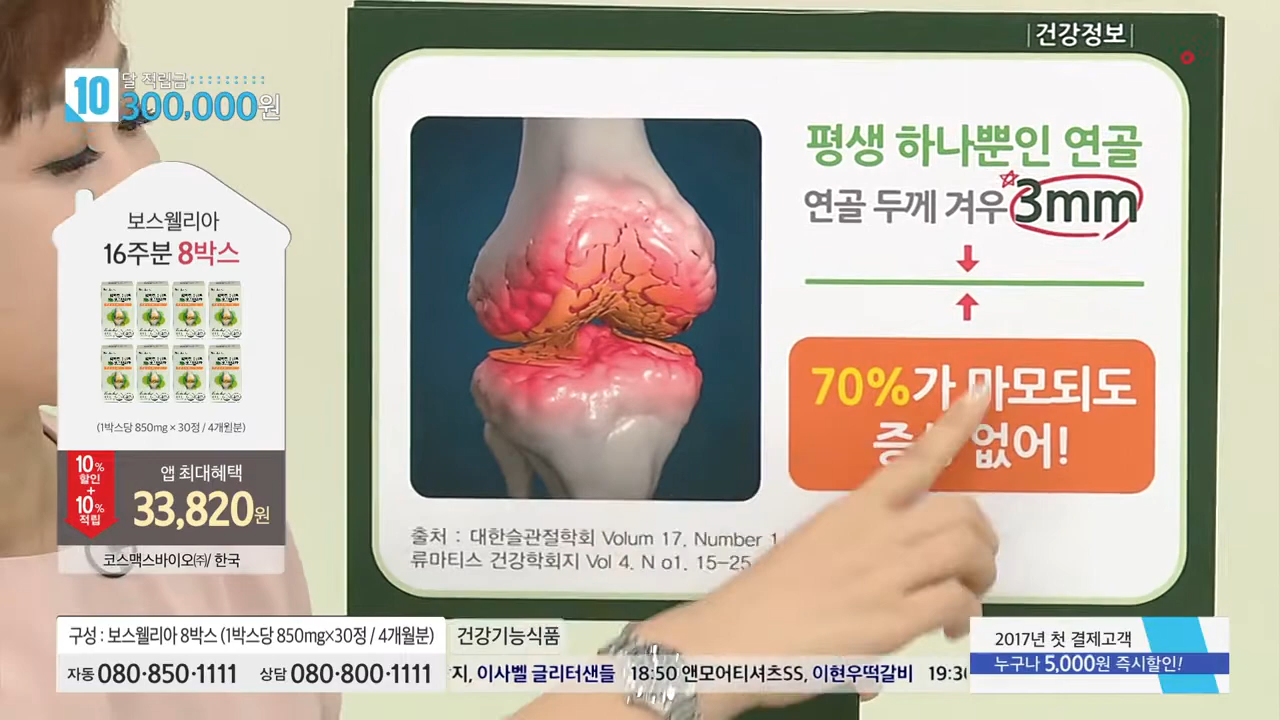 건강정보
10
달 적립금
300,000원
보스웰리아
16주분 8박스
(1박스당 850mg × 30정 / 4개월분)
10%
할인
+
10%
적립
앱 최대혜택
33,820원
코스맥스바이오㈜/ 한국
평생 하나뿐인 연골
연골 두께 겨우 3mm
70%가 마모되도
없어!
출처 : 대한슬관절학회 Volum 17, Number 1
류마티스 건강학회지 Vol 4, N o1. 15-25
구성 : 보스웰리아 8박스 (1박스당 850mg×30정 / 4개월분)
건강기능식품
자동 080·850·1111 상담 080·800·1111
지, 이사벨 글리터샌들 18:50 앤모어티셔츠SS, 이현우떡갈비
2017년 첫 결제고객
누구나 5,000원 즉시할인!